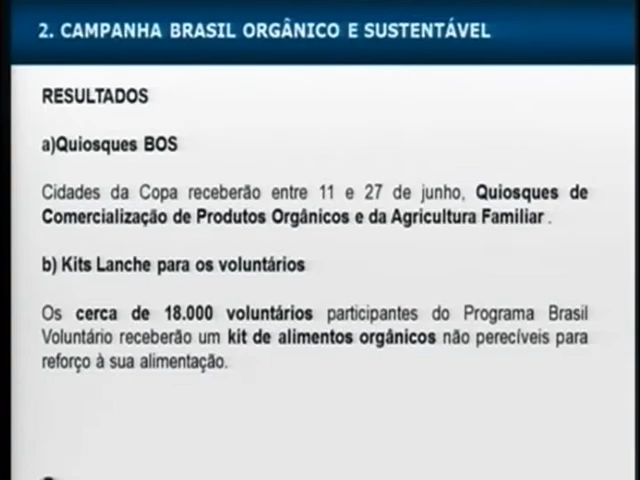 2. CAMPANHA BRASIL ORGÂNICO E SUSTENTÁVEL
RESULTADOS
a)Quiosques BOS
Cidades da Copa receberão entre 11 e 27 de junho, Quiosques de
Comercialização de Produtos Orgânicos e da Agricultura Familiar .
b) Kits Lanche para os voluntários
Os cerca de 18.000 voluntários participantes do Programa Brasil
Voluntário receberão um kit de alimentos orgânicos não perecíveis para
reforço à sua alimentação.